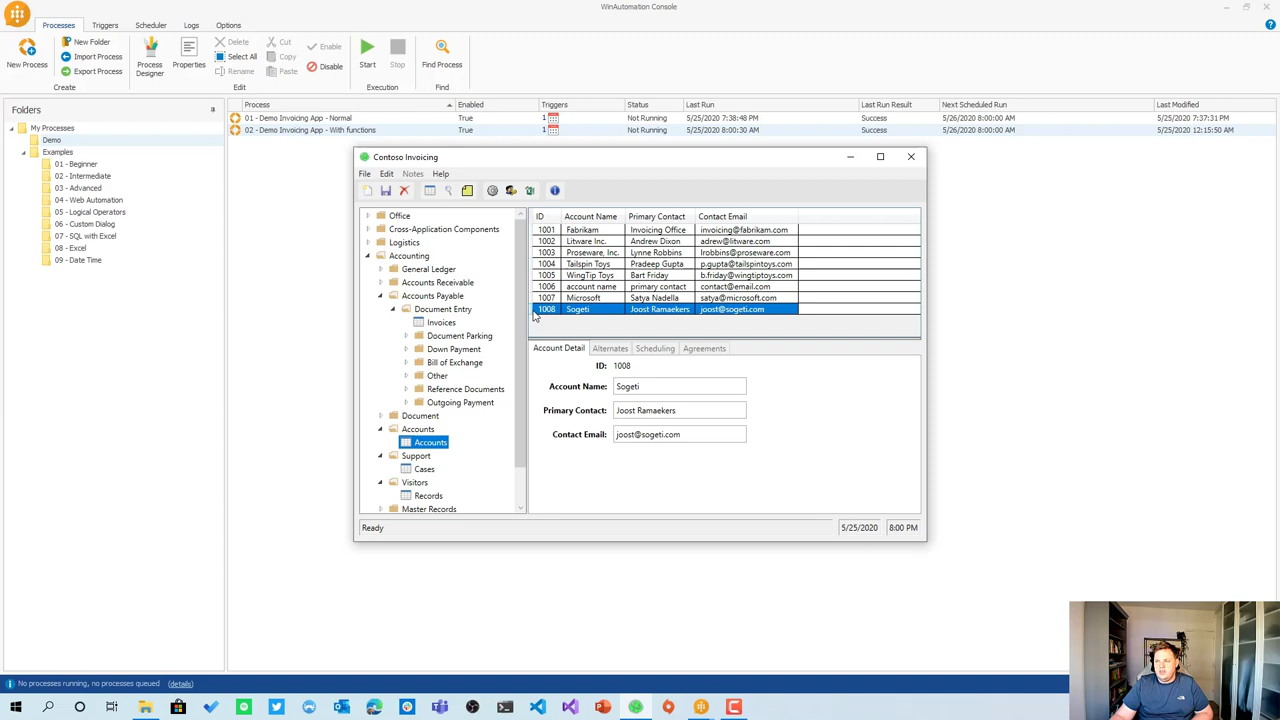 WinAutomation Console
Processes Triggers Scheduler Logs Options
New Process
New Folder
Import Process
Export Process
Create
Process Designer
Properties
Delete
Select All
Rename
Cut
Copy
Paste
Edit
Enable
Disable
Start
Stop
Execution
Find Process
Find
Folders
My Processes
Demo
Examples
01 - Beginner
02 - Intermediate
03 - Advanced
04 - Web Automation
05 - Logical Operators
06 - Custom Dialog
07 - SQL with Excel
08 - Excel
09 - Date Time
Process Enabled Triggers Status Last Run Last Run Result Next Scheduled Run Last Modified
01 - Demo Invoicing App - Normal True 1 Not Running 5/25/2020 7:38:48 PM Success 5/26/2020 8:00:00 AM 5/25/2020 7:37:31 PM
02 - Demo Invoicing App - With functions True 1 Not Running 5/25/2020 8:00:30 AM Success 5/26/2020 8:00:00 AM 5/25/2020 12:15:50 AM
Contoso Invoicing
File Edit Notes Help
Office
Cross-Application Components
Logistics
Accounting
General Ledger
Accounts Receivable
Accounts Payable
Document Entry
Invoices
Document Parking
Down Payment
Bill of Exchange
Other
Reference Documents
Outgoing Payment
Document
Accounts
Accounts
Support
Cases
Visitors
Records
Master Records
ID Account Name Primary Contact Contact Email
1001 Fabrikam Invoicing Office invoicing@fabrikam.com
1002 Litware Inc. Andrew Dixon adrew@litware.com
1003 Proseware, Inc. Lynne Robbins lrobbins@proseware.com
1004 Tailspin Toys Pradeep Gupta p.gupta@tailspintoys.com
1005 WingTip Toys Bart Friday b.friday@wingtiptoys.com
1006 account name primary contact contact@email.com
1007 Microsoft Satya Nadella satya@microsoft.com
1008 Sogeti Joost Ramaekers joost@sogeti.com
Account Detail Alternates Scheduling Agreements
ID: 1008
Account Name: Sogeti
Primary Contact: Joost Ramaekers
Contact Email: joost@sogeti.com
Ready 5/25/2020 8:00 PM
No processes running, no processes queued (details)